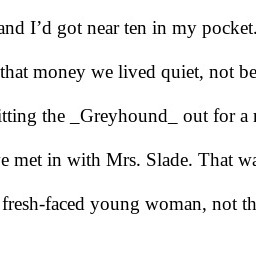 and I’d got near ten in my pocket.
that money we lived quiet, not be
tting the _Greyhound_ out for a
met in with Mrs. Slade. That wa
fresh-faced young woman, not th